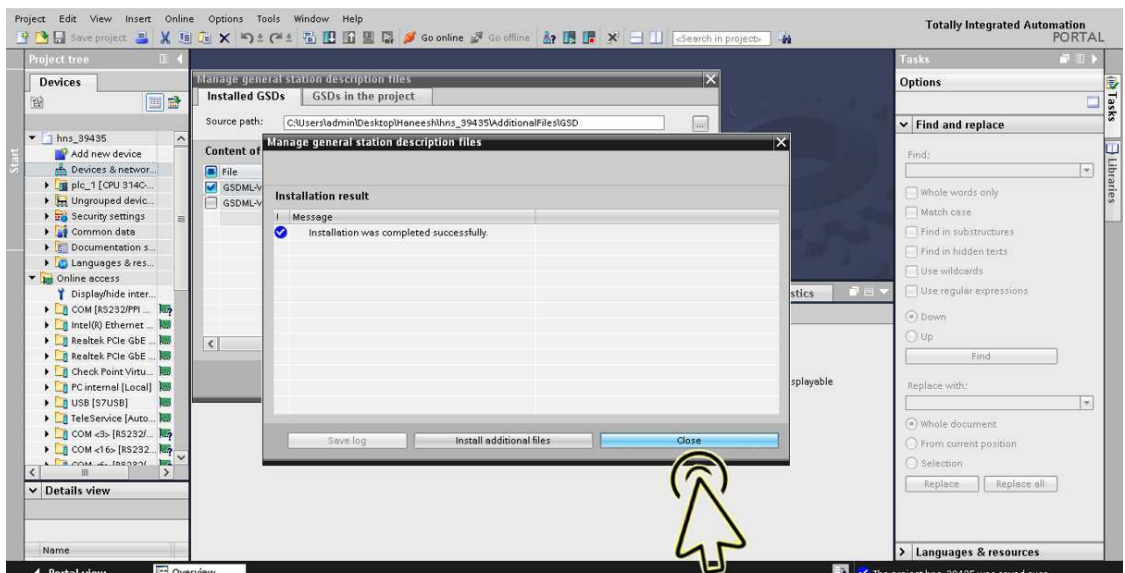 Project Edit View Insert Online Options Tools Window Help
Totally Integrated Automation
PORTAL
Save project
Go online
Go offline
<Search in project>
Project tree
Devices
hns_39435
Add new device
Devices & networ...
plc_1 [CPU 314C-...
Ungrouped devic...
Security settings
Common data
Documentation s...
Languages & res...
Online access
Display/hide inter...
COM [RS232/PPI ...
Intel(R) Ethernet ...
Realtek PCIe GbE ...
Realtek PCIe GbE ...
Check Point Virtu...
PC internal [Local]
USB [S7USB]
TeleService [Auto...
COM <3> [RS232/...
COM <16> [RS232...
Details view
Name
Start
Manage general station description files
Installed GSDs
GSDs in the project
Source path:
C:\Users\admin\Desktop\Haneesh\hns_39435\AdditionalFiles\GSD
...
Content of
File
GSDML-V
GSDML-V
Manage general station description files
Installation result
! Message
Installation was completed successfully.
Save log
Install additional files
Close
stics
splayable
Tasks
Options
Find and replace
Find:
Whole words only
Match case
Find in substructures
Find in hidden texts
Use wildcards
Use regular expressions
Down
Up
Find
Replace with:
Whole document
From current position
Selection
Replace
Replace all
Languages & resources
Tasks
Libraries
Portal view
Overview
The project hns_39435 was saved